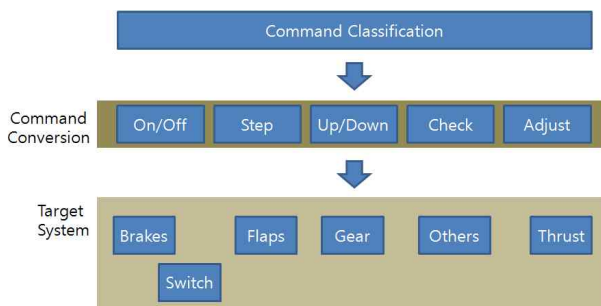 Command Classification
Command
Conversion
On/Off Step Up/Down Check Adjust
Target
System
Brakes Flaps Gear Others Thrust
Switch